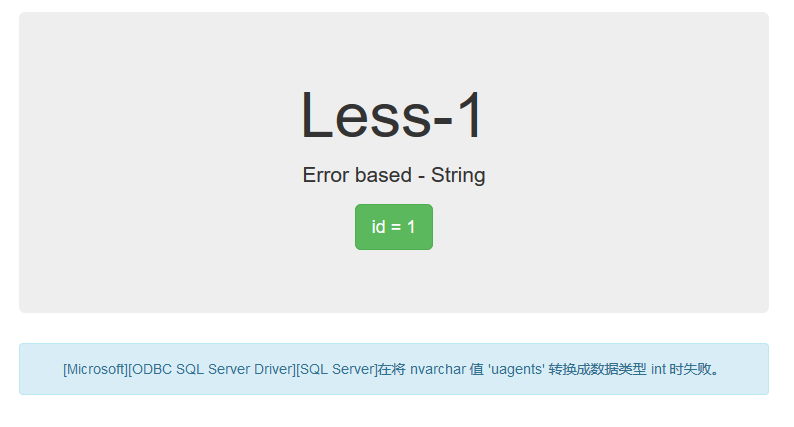 Less-1
Error based - String
id = 1
[Microsoft][ODBC SQL Server Driver][SQL Server]在将 nvarchar 值 'uagents' 转换成数据类型 int 时失败。